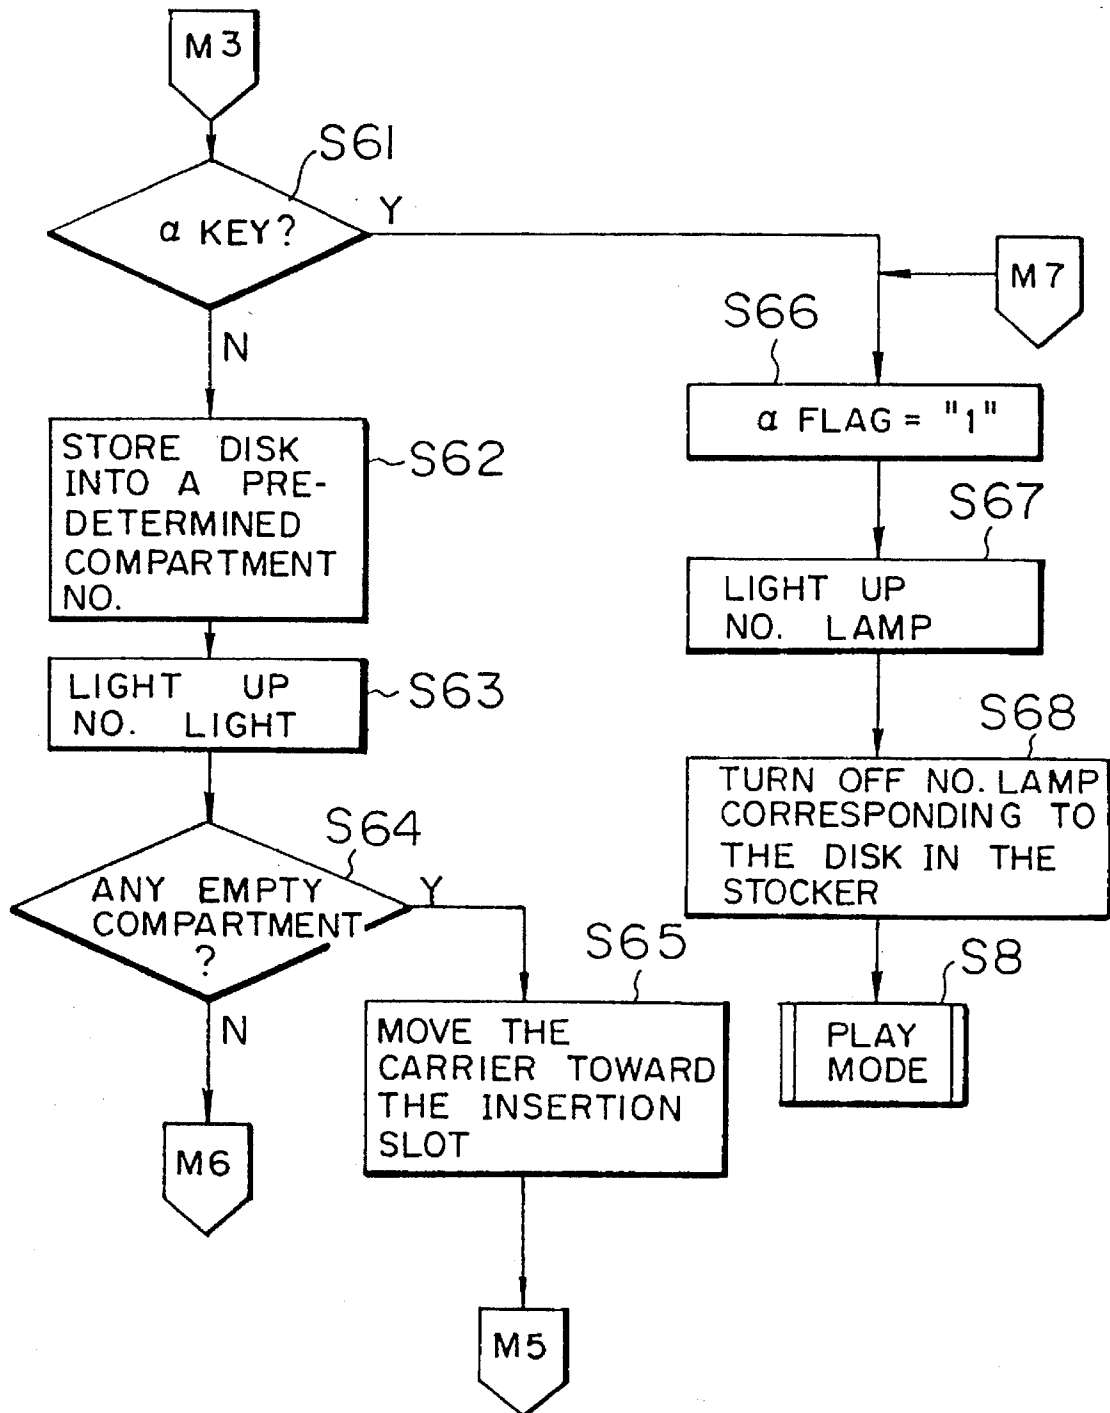 M3
S61
α KEY?
Y
M7
N
S66
α FLAG = "1"
STORE DISK
INTO A PRE-
DETERMINED
COMPARTMENT
NO.
S62
S67
LIGHT UP
NO. LAMP
LIGHT UP
NO. LIGHT
S63
S68
TURN OFF NO. LAMP
CORRESPONDING TO
THE DISK IN THE
STOCKER
S64
ANY EMPTY
COMPARTMENT
?
Y
N
S65
MOVE THE
CARRIER TOWARD
THE INSERTION
SLOT
S8
PLAY
MODE
M6
M5